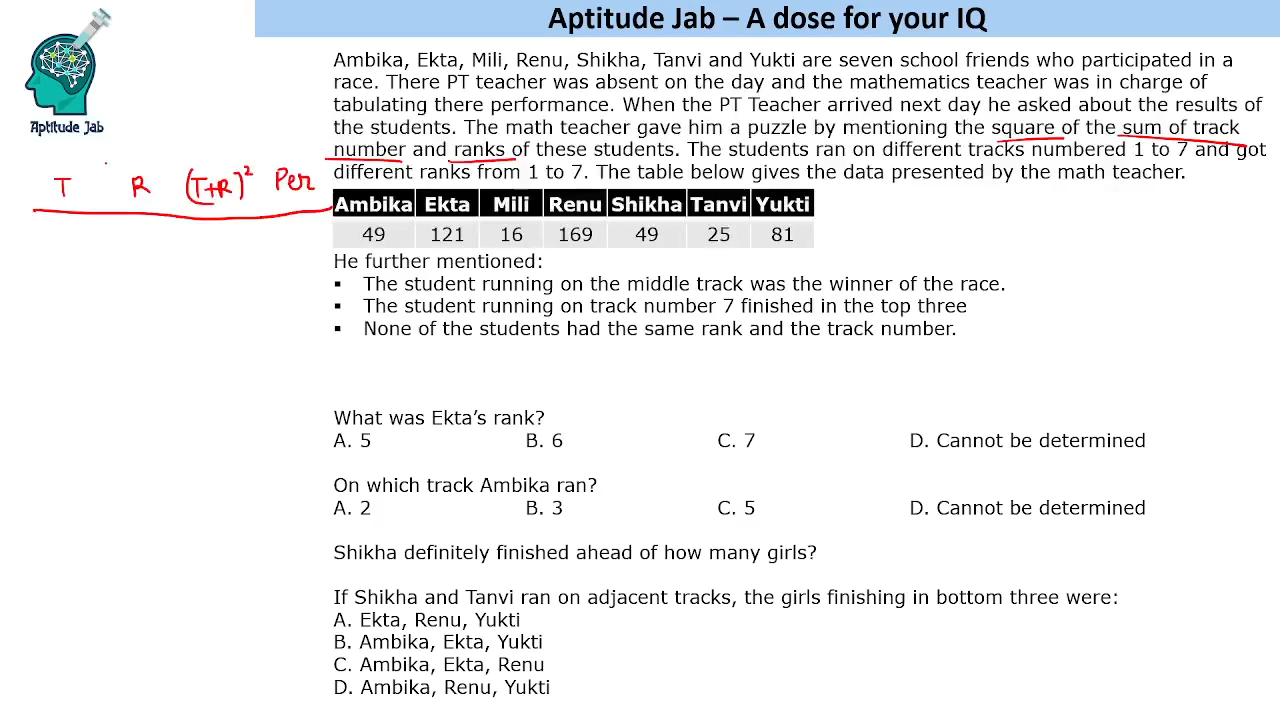 Aptitude Jab – A dose for your IQ
Aptitude Jab
Ambika, Ekta, Mili, Renu, Shikha, Tanvi and Yukti are seven school friends who participated in a
race. There PT teacher was absent on the day and the mathematics teacher was in charge of
tabulating there performance. When the PT Teacher arrived next day he asked about the results of
the students. The math teacher gave him a puzzle by mentioning the square of the sum of track
number and ranks of these students. The students ran on different tracks numbered 1 to 7 and got
different ranks from 1 to 7. The table below gives the data presented by the math teacher.
T R (T+R)² Per
Ambika Ekta Mili Renu Shikha Tanvi Yukti
49 121 16 169 49 25 81
He further mentioned:
▪ The student running on the middle track was the winner of the race.
▪ The student running on track number 7 finished in the top three
▪ None of the students had the same rank and the track number.
What was Ekta's rank?
A. 5 B. 6 C. 7 D. Cannot be determined
On which track Ambika ran?
A. 2 B. 3 C. 5 D. Cannot be determined
Shikha definitely finished ahead of how many girls?
If Shikha and Tanvi ran on adjacent tracks, the girls finishing in bottom three were:
A. Ekta, Renu, Yukti
B. Ambika, Ekta, Yukti
C. Ambika, Ekta, Renu
D. Ambika, Renu, Yukti